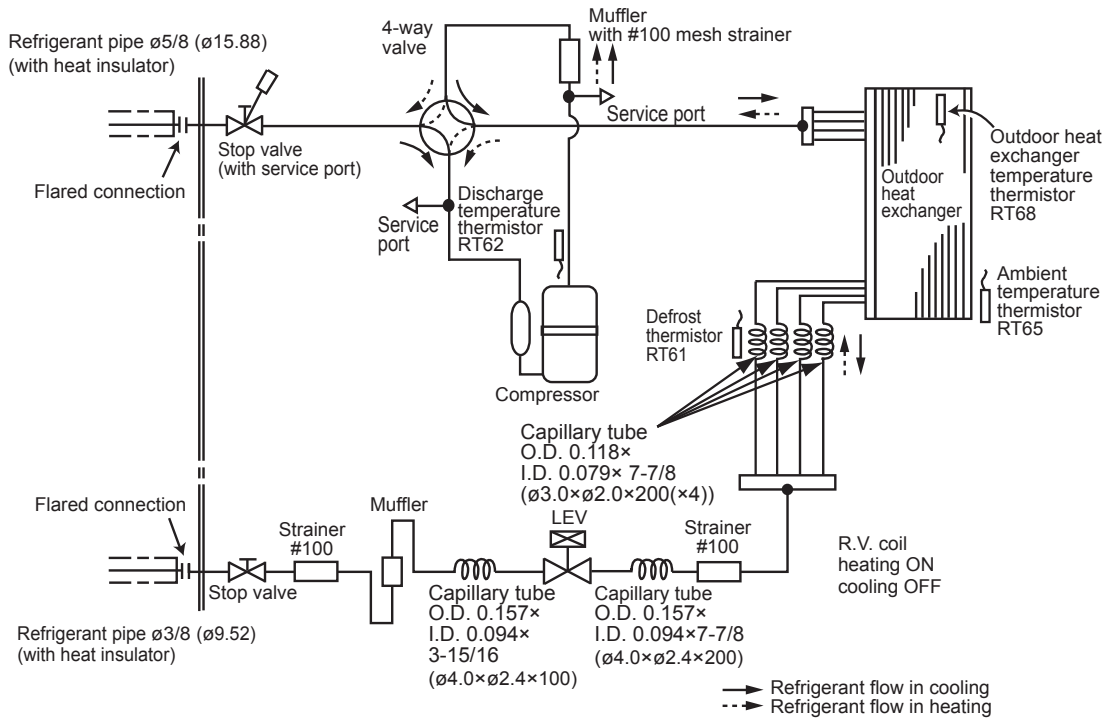 Refrigerant pipe ø5/8 (ø15.88)
(with heat insulator)
4-way
valve
Muffler
with #100 mesh strainer
Service port
Stop valve
(with service port)
Flared connection
Outdoor heat
exchanger
temperature
thermistor
RT68
Outdoor
heat
exchanger
Discharge
temperature
thermistor
RT62
Service
port
Ambient
temperature
thermistor
RT65
Defrost
thermistor
RT61
Compressor
Capillary tube
O.D. 0.118×
I.D. 0.079× 7-7/8
(ø3.0×ø2.0×200(×4))
Flared connection
Strainer
#100
Muffler
LEV
Strainer
#100
R.V. coil
heating ON
cooling OFF
Stop valve
Capillary tube
O.D. 0.157×
I.D. 0.094×
3-15/16
(ø4.0×ø2.4×100)
Capillary tube
O.D. 0.157×
I.D. 0.094×7-7/8
(ø4.0×ø2.4×200)
Refrigerant pipe ø3/8 (ø9.52)
(with heat insulator)
Refrigerant flow in cooling
Refrigerant flow in heating